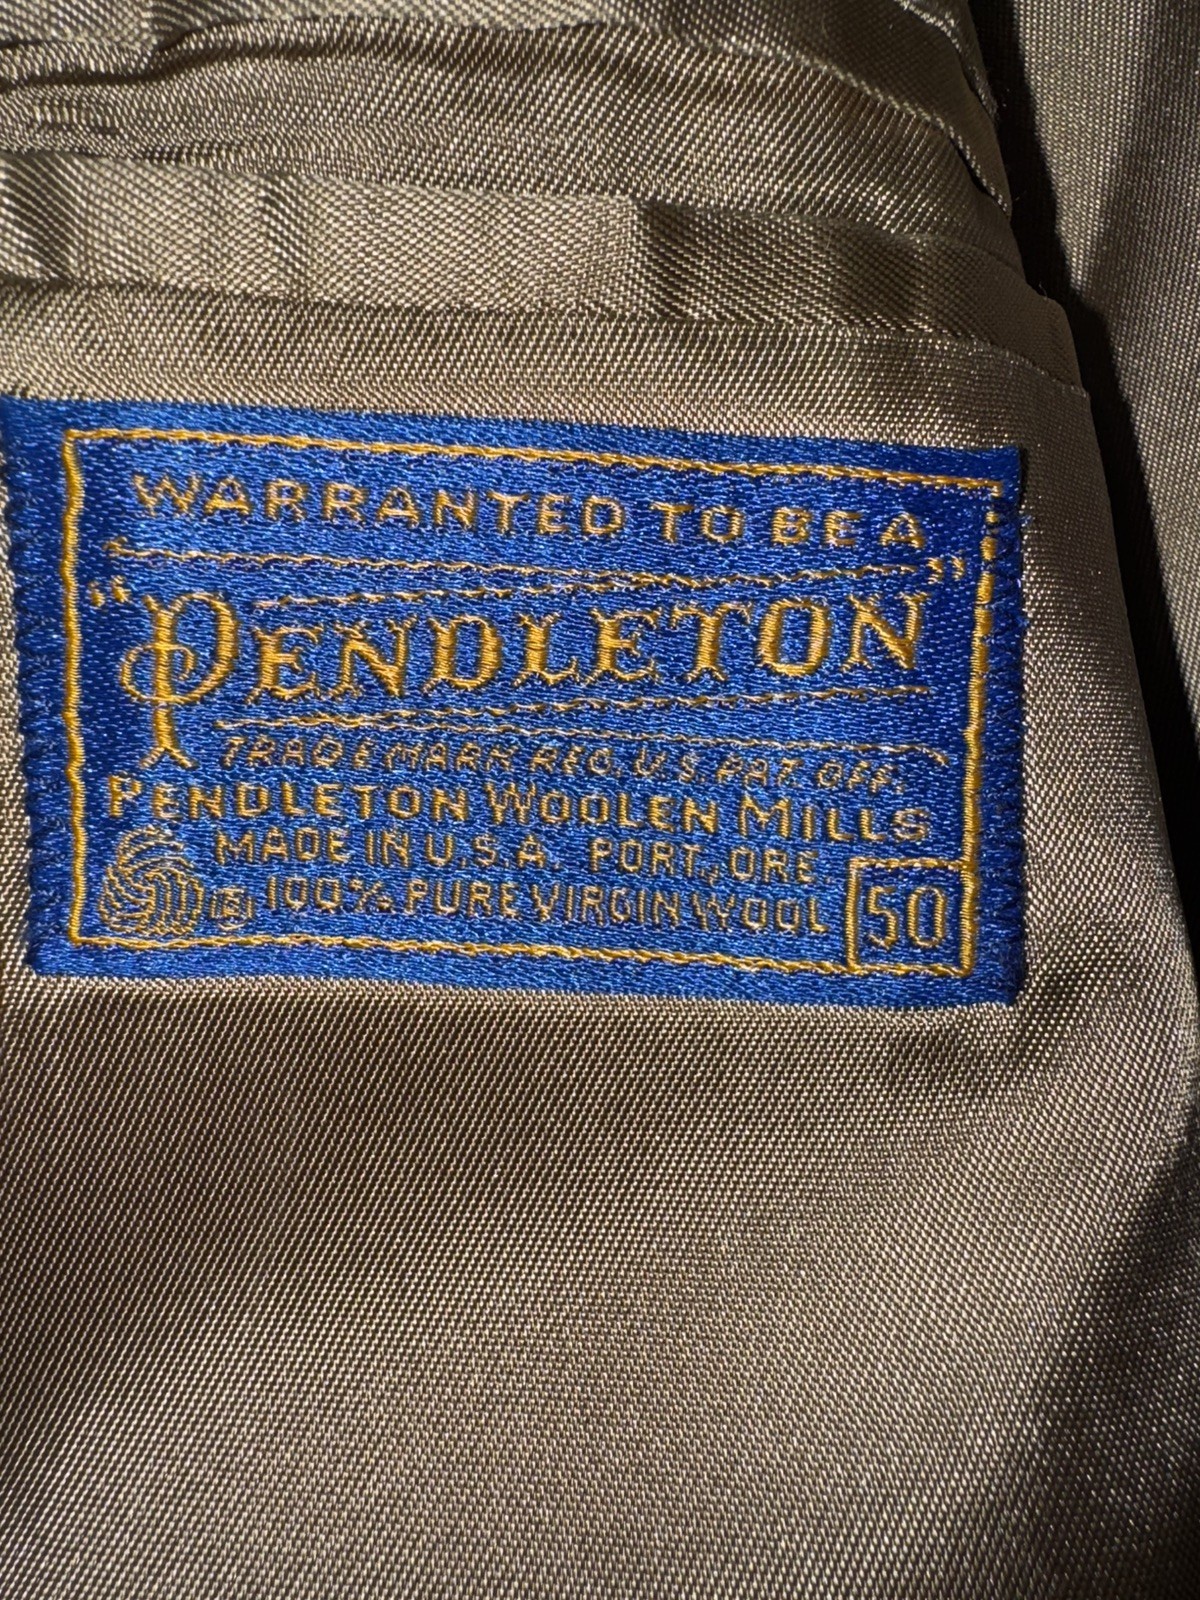 WARRANTED TO BE A
"PENDLETON"
TRADE MARK REG. U.S. PAT. OFF.
PENDLETON WOOLEN MILLS
MADE IN U.S.A. PORT., ORE.
100% PURE VIRGIN WOOL
50